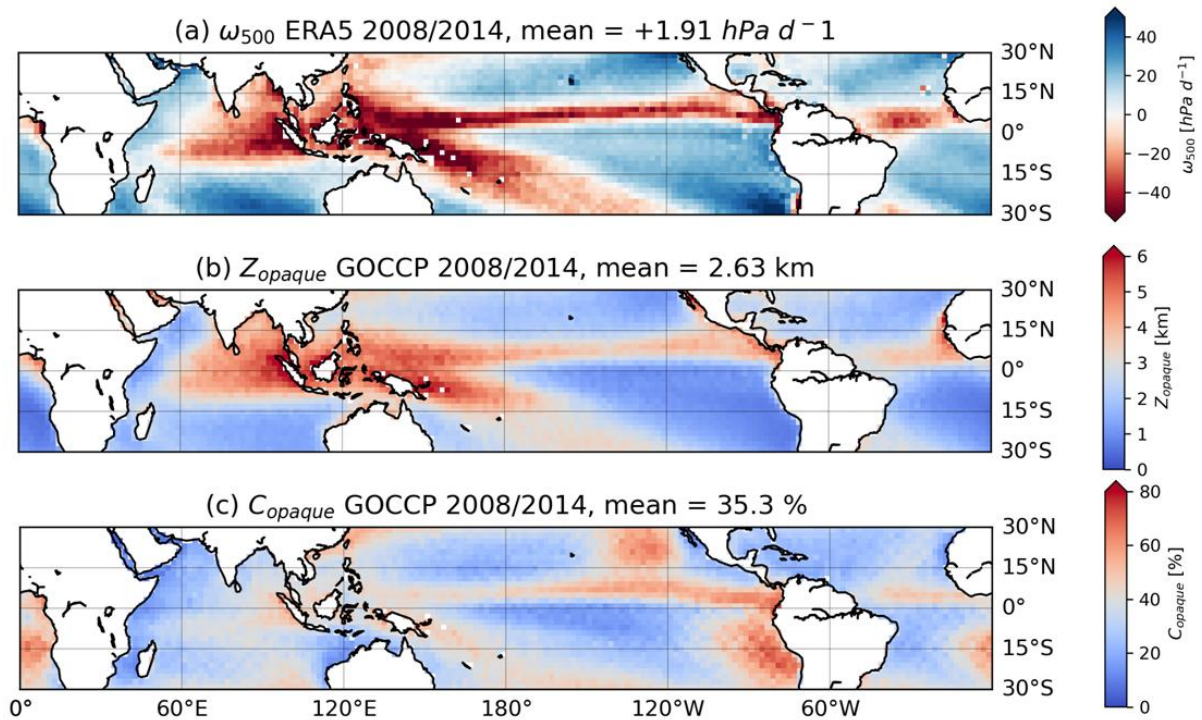 (a) ω500 ERA5 2008/2014, mean = +1.91 hPa d − 1
30°N
15°N
0°
15°S
30°S
40
20
0
−20
−40
ω500 [hPa d−1]
(b) Zopaque GOCCP 2008/2014, mean = 2.63 km
30°N
15°N
0°
15°S
30°S
6
5
4
3
2
1
0
Zopaque [km]
(c) Copaque GOCCP 2008/2014, mean = 35.3 %
30°N
15°N
0°
15°S
30°S
80
60
40
20
0
Copaque [%]
0° 60°E 120°E 180° 120°W 60°W